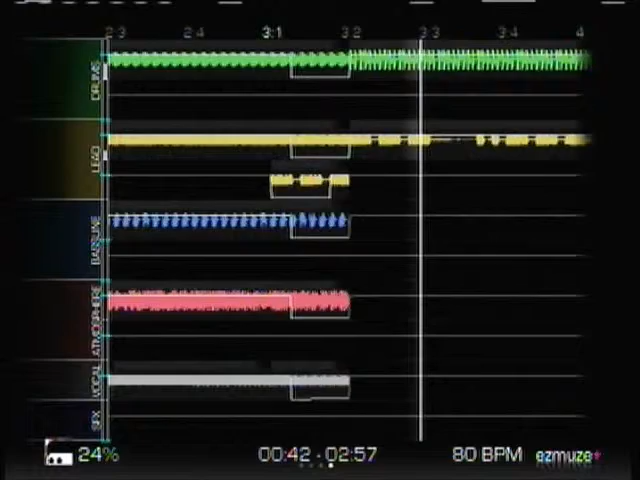 2:3 2:4 3:1 3:2 3:3 3:4 4
DRUMS
LEAD
BASSLINE
ATMOSPHERE
VOCAL
SFX
24% 00:42 - 02:57 80 BPM ezmuze+